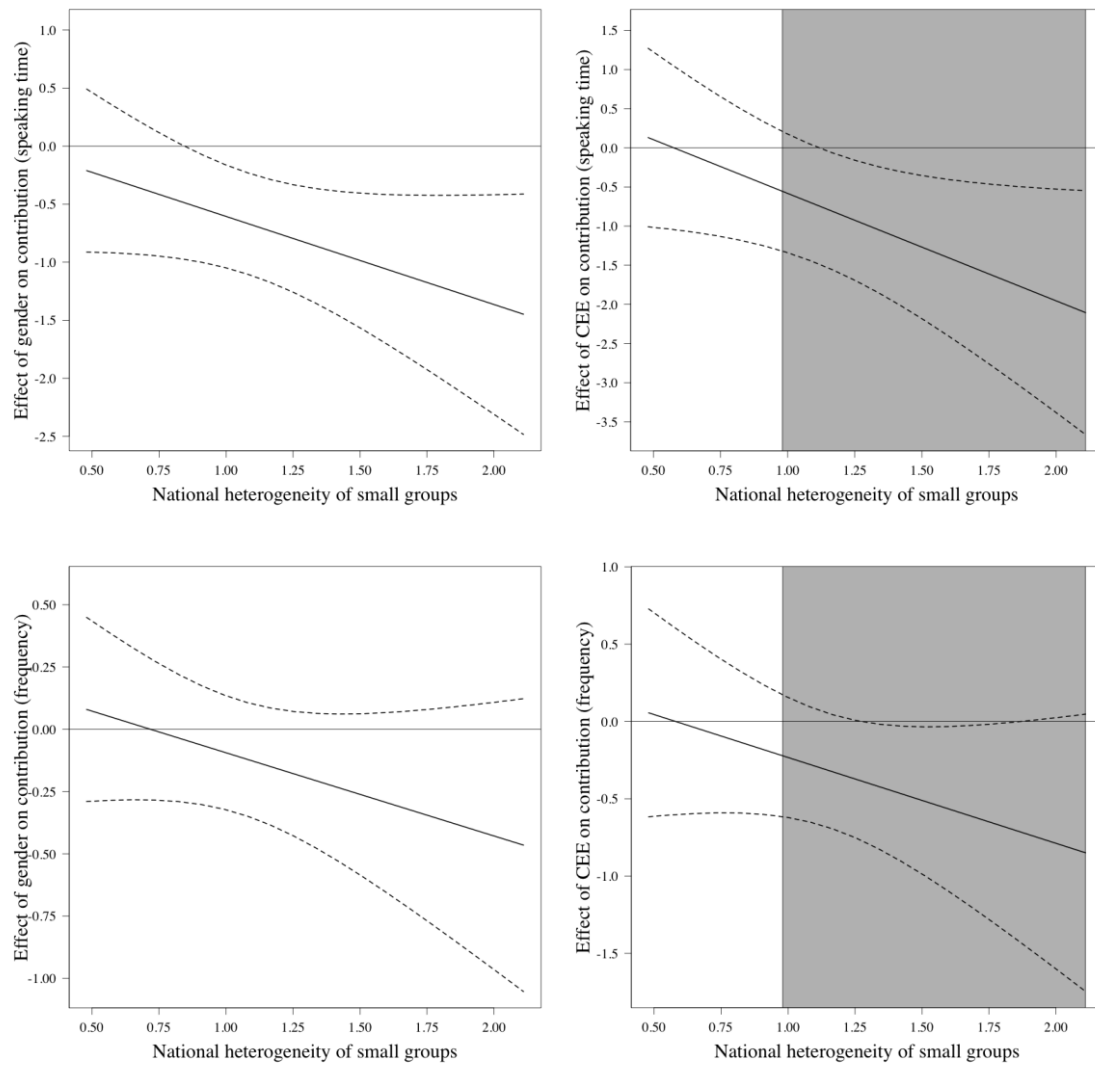 Effect of gender on contribution (speaking time)
1.0
0.5
0.0
-0.5
-1.0
-1.5
-2.0
-2.5
0.50 0.75 1.00 1.25 1.50 1.75 2.00
National heterogeneity of small groups
Effect of CEE on contribution (speaking time)
1.5
1.0
0.5
0.0
-0.5
-1.0
-1.5
-2.0
-2.5
-3.0
-3.5
0.50 0.75 1.00 1.25 1.50 1.75 2.00
National heterogeneity of small groups
Effect of gender on contribution (frequency)
0.50
0.25
0.00
-0.25
-0.50
-0.75
-1.00
0.50 0.75 1.00 1.25 1.50 1.75 2.00
National heterogeneity of small groups
Effect of CEE on contribution (frequency)
1.0
0.5
0.0
-0.5
-1.0
-1.5
0.50 0.75 1.00 1.25 1.50 1.75 2.00
National heterogeneity of small groups